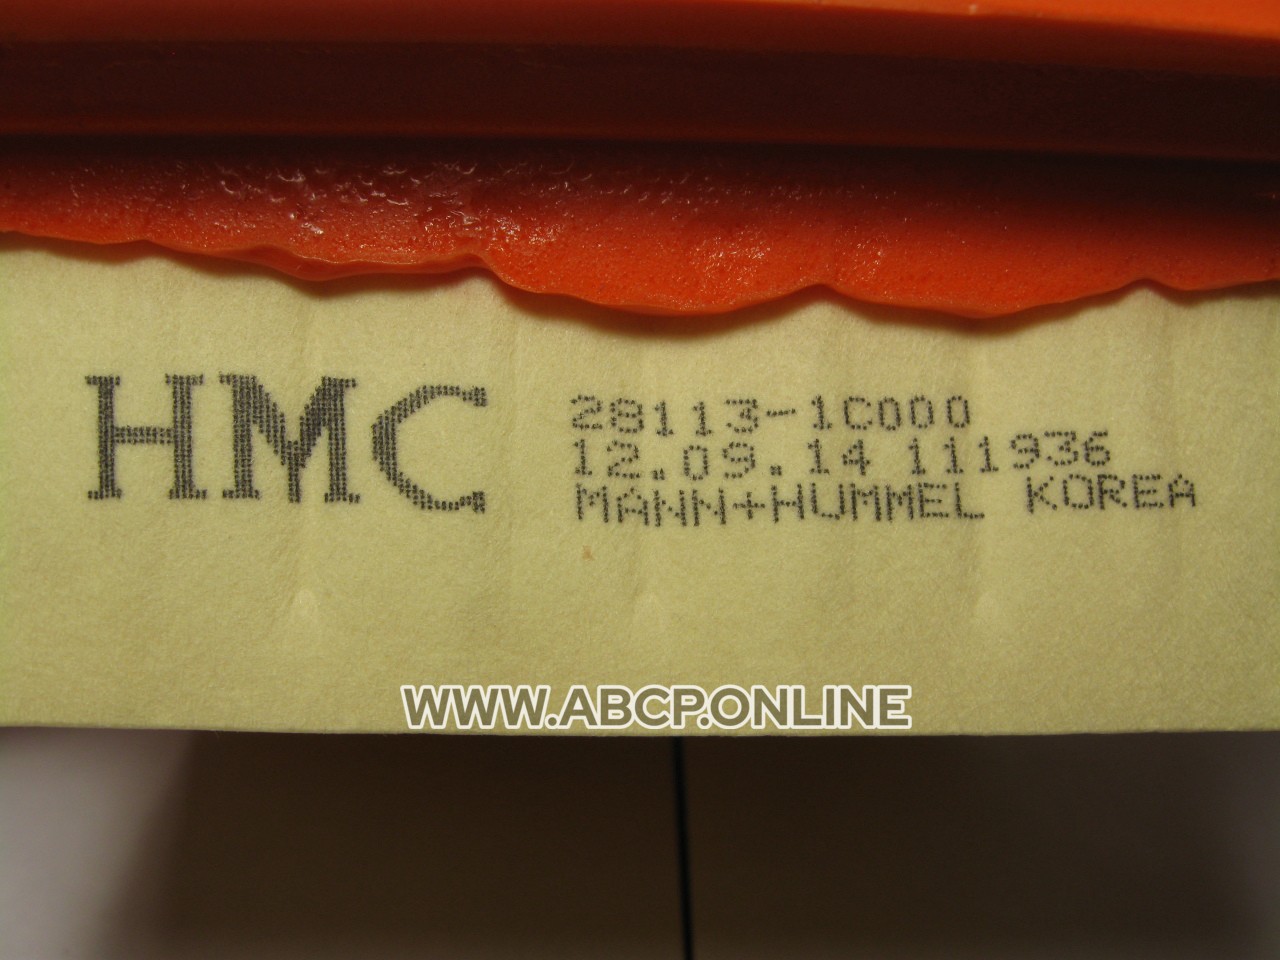 HMC
28113-1C000
12.09.14 111936
MANN+HUMMEL KOREA
WWW.ABCP.ONLINE